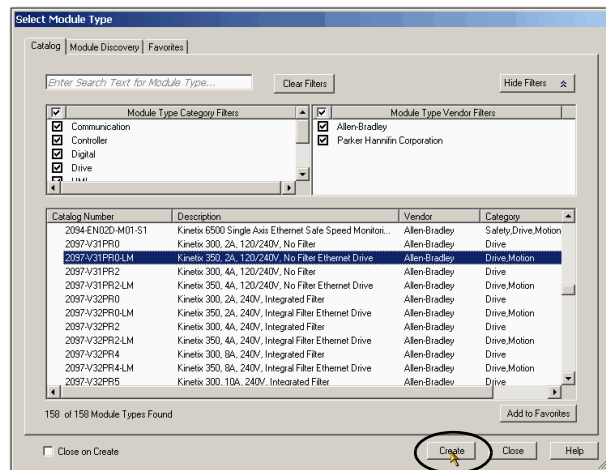 Select Module Type
Catalog Module Discovery Favorites
Enter Search Text for Module Type... Clear Filters Hide Filters
Module Type Category Filters Module Type Vendor Filters
Communication Allen-Bradley
Controller Parker Hannifin Corporation
Digital
Drive
HMI
Catalog Number Description Vendor Category
2094-EN02D-M01-S1 Kinetix 6500 Single Axis Ethernet Safe Speed Monitori... Allen-Bradley Safety,Drive,Motion
2097-V31PR0 Kinetix 300, 2A, 120/240V, No Filter Allen-Bradley Drive
2097-V31PR0-LM Kinetix 350, 2A, 120/240V, No Filter Ethernet Drive Allen-Bradley Drive,Motion
2097-V31PR2 Kinetix 300, 4A, 120/240V, No Filter Allen-Bradley Drive
2097-V31PR2-LM Kinetix 350, 4A, 120/240V, No Filter Ethernet Drive Allen-Bradley Drive,Motion
2097-V32PR0 Kinetix 300, 2A, 240V, Integrated Filter Allen-Bradley Drive
2097-V32PR0-LM Kinetix 350, 2A, 240V, Integral Filter Ethernet Drive Allen-Bradley Drive,Motion
2097-V32PR2 Kinetix 300, 4A, 240V, Integrated Filter Allen-Bradley Drive
2097-V32PR2-LM Kinetix 350, 4A, 240V, Integral Filter Ethernet Drive Allen-Bradley Drive,Motion
2097-V32PR4 Kinetix 300, 8A, 240V, Integrated Filter Allen-Bradley Drive
2097-V32PR4-LM Kinetix 350, 8A, 240V, Integral Filter Ethernet Drive Allen-Bradley Drive,Motion
2097-V32PR5 Kinetix 300, 10A, 240V, Integrated Filter Allen-Bradley Drive
158 of 158 Module Types Found Add to Favorites
Close on Create Create Close Help